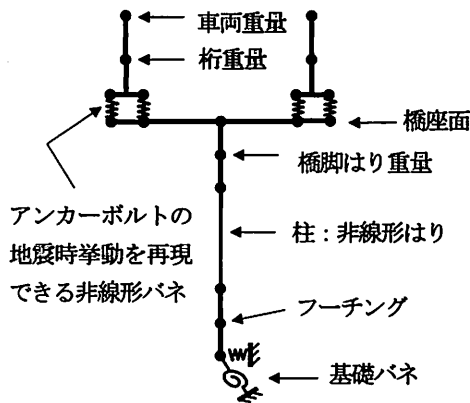 車両重量
桁重量
橋座面
橋脚はり重量
アンカーボルトの
地震時挙動を再現
できる非線形バネ
柱：非線形はり
フーチング
基礎バネ